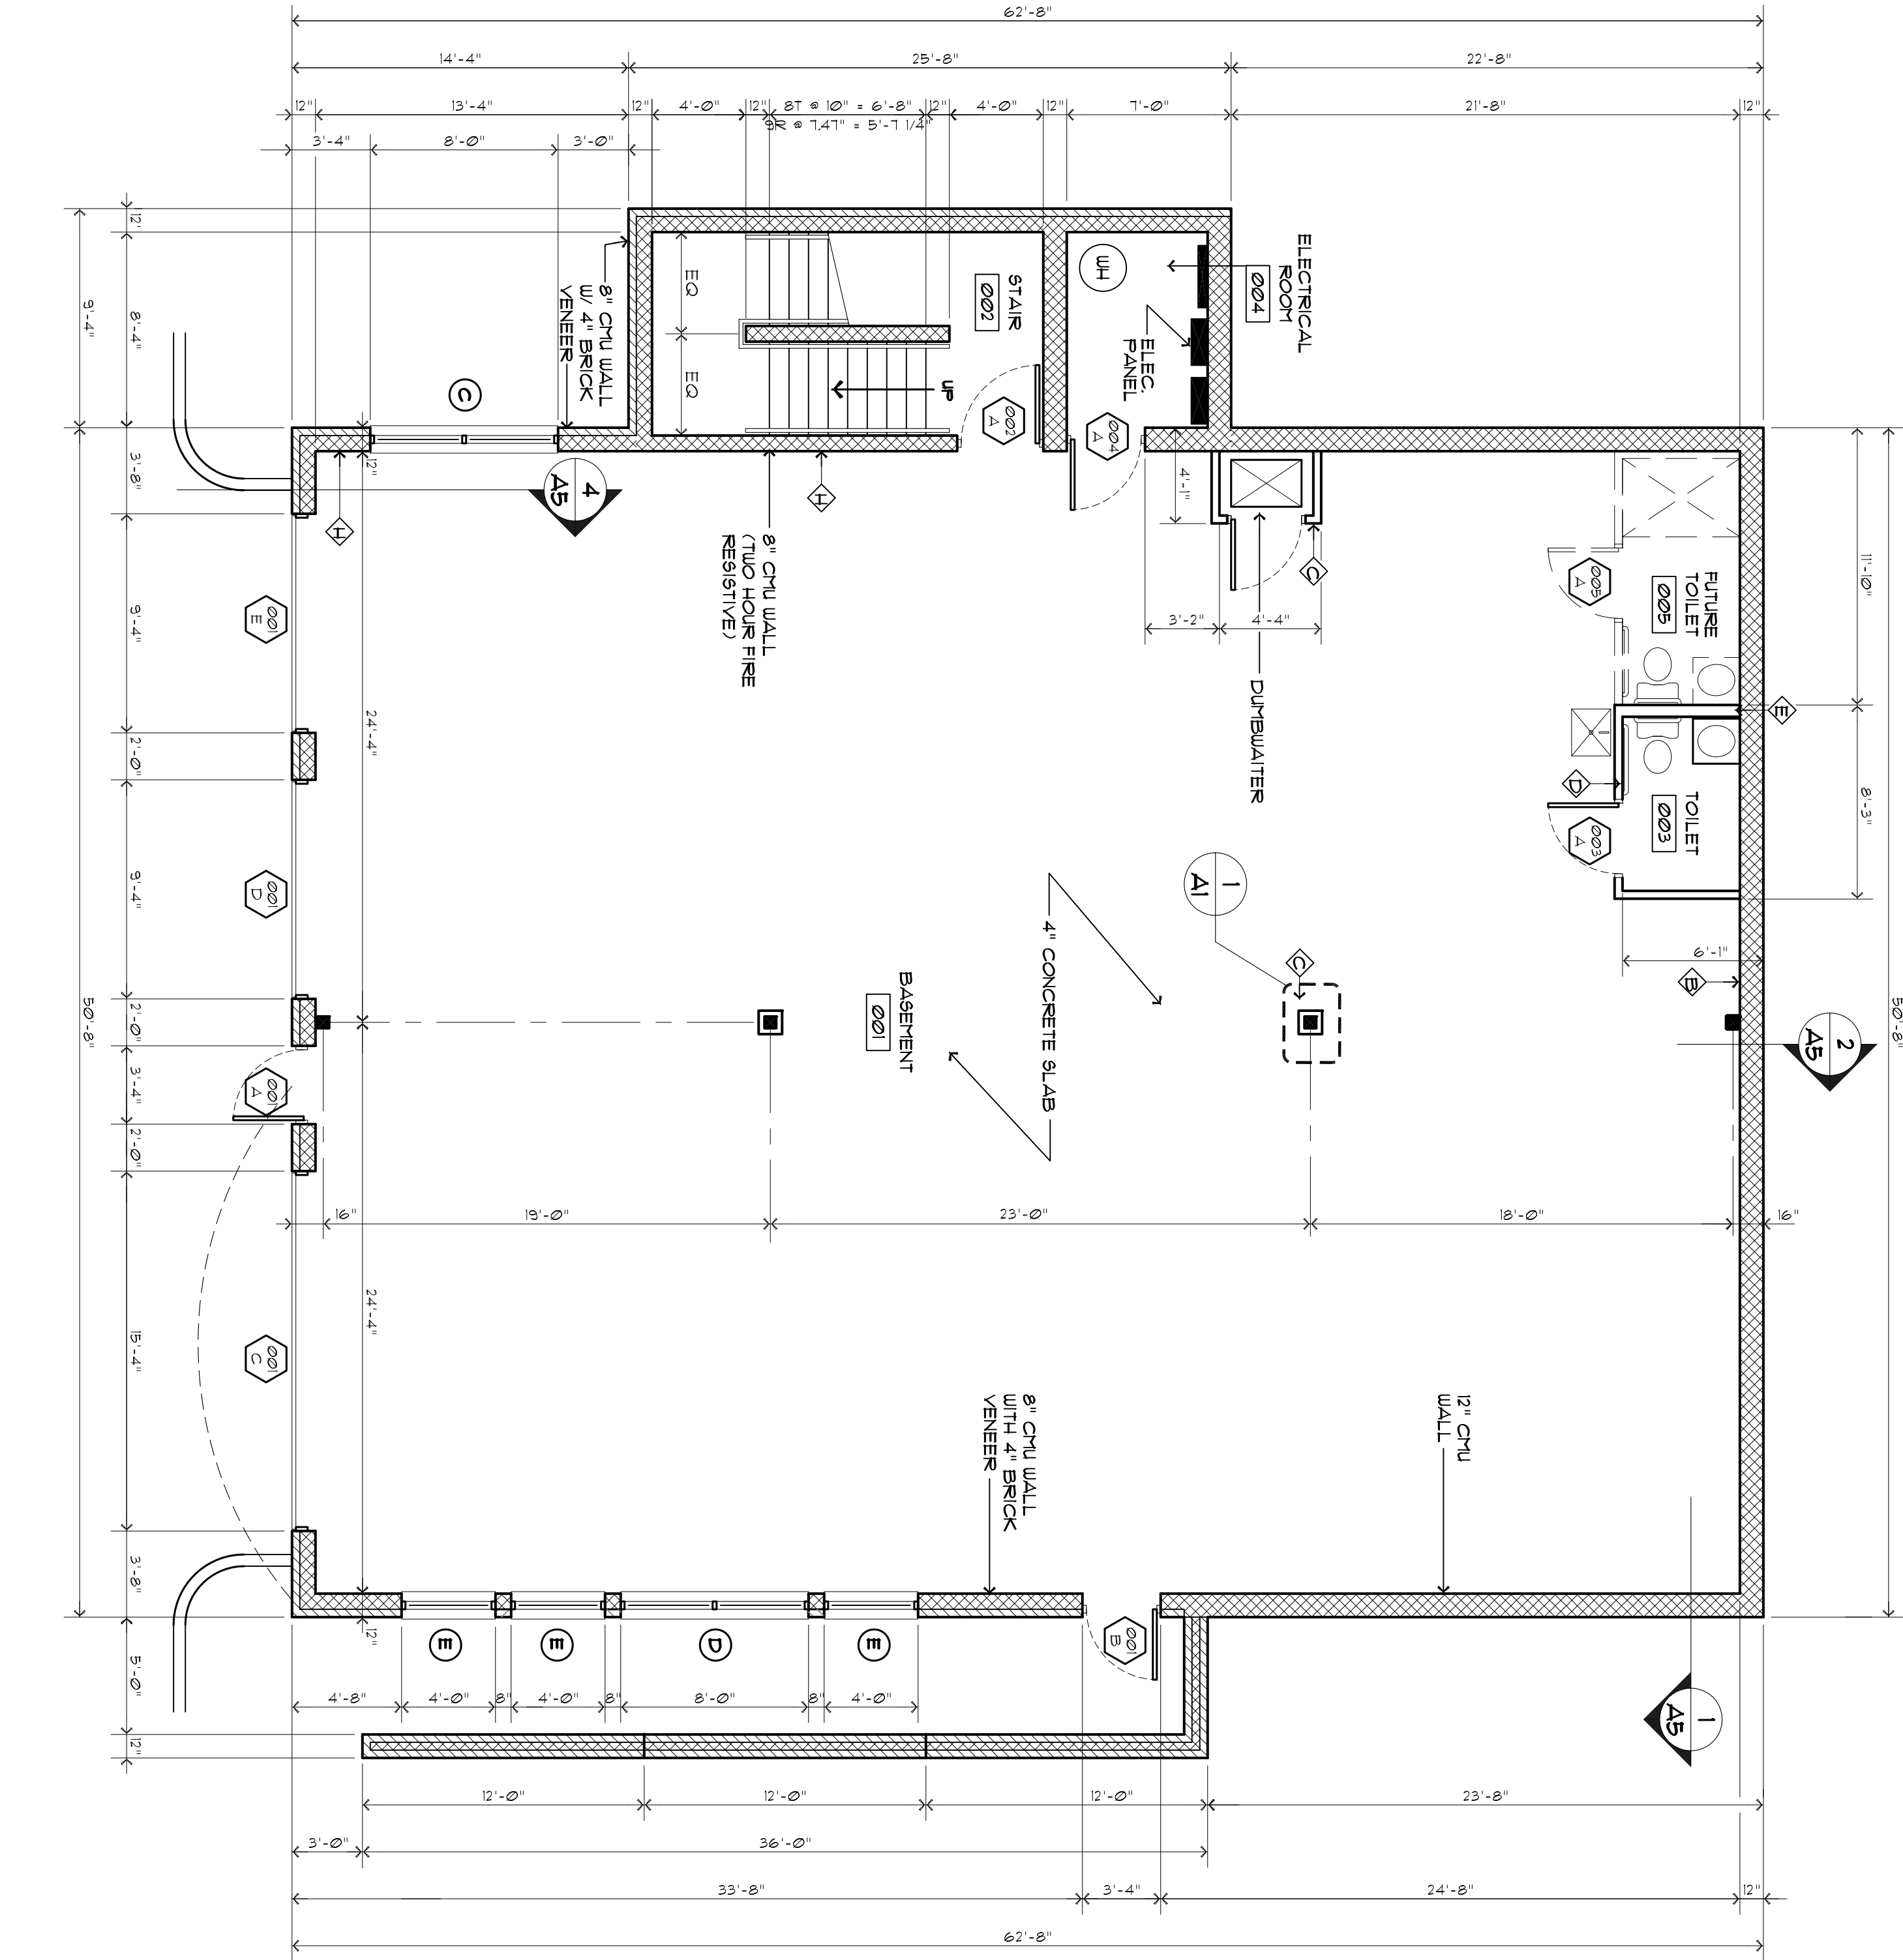 62'-8"
14'-4"
25'-8"
22'-8"
12"
13'-4"
12"
4'-0"
12"
8T @ 10" = 6'-8"
12"
4'-0"
12"
7'-0"
21'-8"
12"
9R @ 7.47" = 5'-7 1/4"
3'-4"
8'-0"
3'-0"
12"
8'-4"
9'-4"
3'-8"
9'-4"
2'-0"
9'-4"
2'-0"
3'-4"
2'-0"
15'-4"
3'-8"
5'-0"
12"
50'-8"
ELECTRICAL
ROOM
004
WH
ELEC.
PANEL
STAIR
002
EQ
EQ
UP
002
A
004
A
8" CMU WALL
W/ 4" BRICK
VENEER
C
12"
4
A5
H
H
8" CMU WALL
(TWO HOUR FIRE
RESISTIVE)
4'-1"
C
3'-2"
4'-4"
DUMBWAITER
FUTURE
TOILET
005
005
A
11'-10"
E
8'-3"
D
TOILET
003
003
A
6'-1"
B
50'-8"
2
A5
001
E
24'-4"
001
D
1
A1
4" CONCRETE SLAB
C
BASEMENT
001
001
A
16"
19'-0"
23'-0"
18'-0"
16"
24'-4"
001
C
8" CMU WALL
WITH 4" BRICK
VENEER
12" CMU
WALL
12"
E
E
D
E
001
B
1
A5
4'-8"
4'-0"
8"
4'-0"
8"
8'-0"
8"
4'-0"
12'-0"
12'-0"
12'-0"
23'-8"
3'-0"
36'-0"
33'-8"
3'-4"
24'-8"
12"
62'-8"